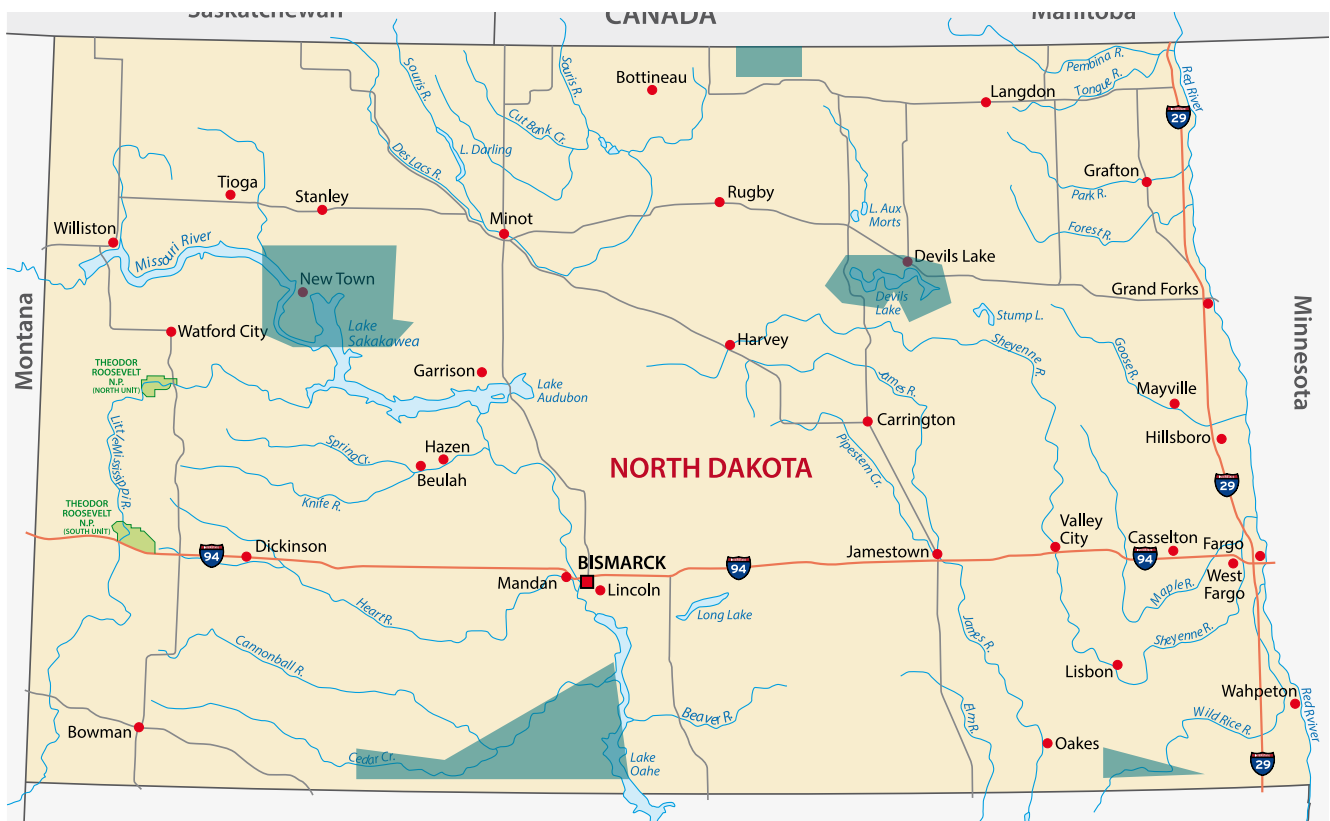 Saskatchewan
CANADA
Manitoba
Pembina R.
Tongue R.
Red River
Souris R.
Souris R.
Bottineau
Langdon
29
Cut Bank Cr.
L. Darling
Des Lacs R.
Tioga
Stanley
Rugby
Grafton
Park R.
Minot
L. Aux
Morts
Forest R.
Williston
Missouri River
Devils Lake
New Town
Devils
Lake
Grand Forks
Montana
Minnesota
Watford City
Lake
Sakakawea
Harvey
Stump L.
Sheyenne R.
Goose R.
THEODOR
ROOSEVELT
N.P.
(NORTH UNIT)
Garrison
Lake
Audubon
James R.
Mayville
Little Mississippi R.
Carrington
Hillsboro
Spring Cr.
Hazen
Beulah
NORTH DAKOTA
Pipestem Cr.
29
Knife R.
THEODOR
ROOSEVELT
N.P.
(SOUTH UNIT)
94
Dickinson
BISMARCK
94
Jamestown
Valley
City
94
Casselton
Fargo
Mandan
Lincoln
West
Fargo
Maple R.
Heart R.
Long Lake
James R.
Sheyenne R.
Cannonball R.
Lisbon
Wahpeton
Red Rviver
Bowman
Beaver R.
Elm R.
Wild Rice R.
Cedar Cr.
Lake
Oahe
Oakes
29